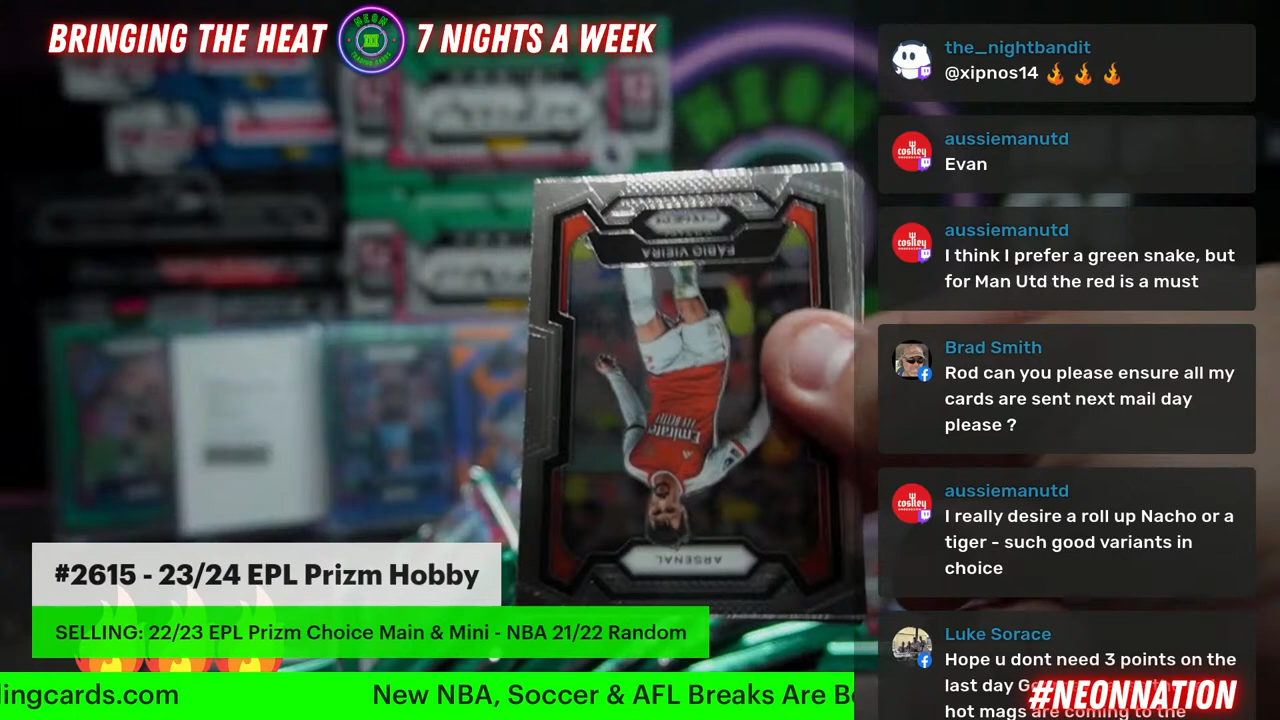 BRINGING THE HEAT
NEON
TRADING CARDS
7 NIGHTS A WEEK
PRIZM
FÁBIO VIEIRA
Emirates
ARSENAL
#2615 - 23/24 EPL Prizm Hobby
SELLING: 22/23 EPL Prizm Choice Main & Mini - NBA 21/22 Random
lingcards.com
New NBA, Soccer & AFL Breaks Are
the_nightbandit
@xipnos14 🔥 🔥 🔥
aussiemanutd
Evan
aussiemanutd
I think I prefer a green snake, but
for Man Utd the red is a must
Brad Smith
Rod can you please ensure all my
cards are sent next mail day
please ?
aussiemanutd
I really desire a roll up Nacho or a
tiger - such good variants in
choice
Luke Sorace
Hope u dont need 3 points on the
last day
hot mags are coming to the
#NEONNATION